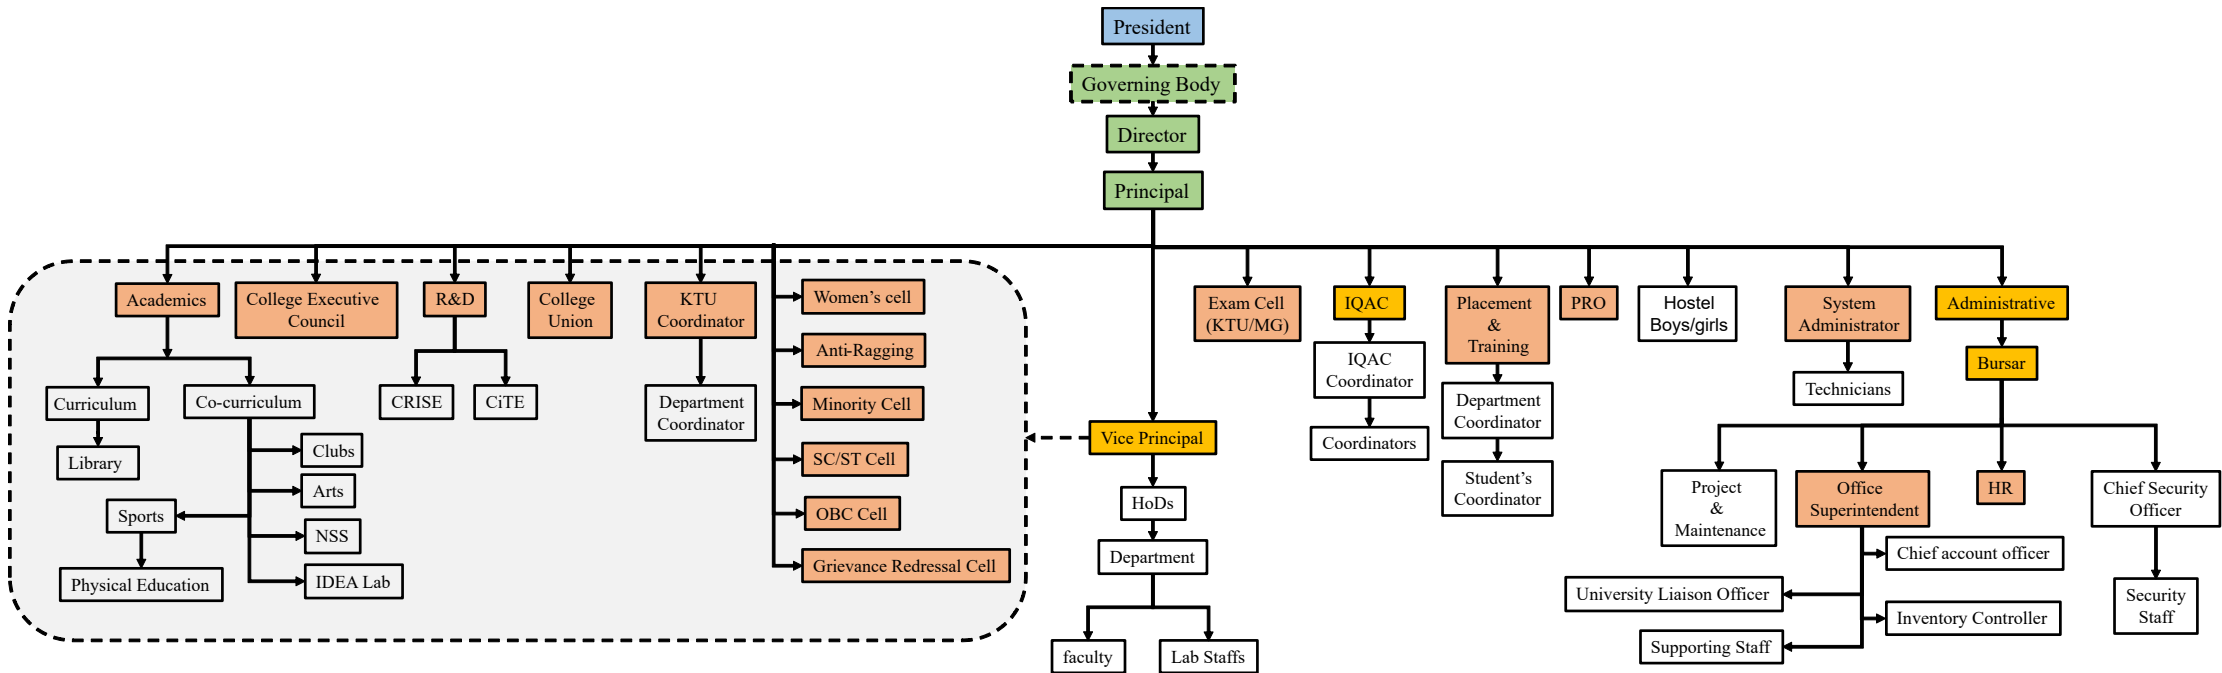 President
Governing Body
Director
Principal
Academics
College Executive
Council
R&D
College
Union
KTU
Coordinator
Women's cell
Anti-Ragging
Minority Cell
SC/ST Cell
OBC Cell
Grievance Redressal Cell
Curriculum
Co-curriculum
Library
Clubs
Arts
Sports
NSS
Physical Education
IDEA Lab
CRISE
CiTE
Department
Coordinator
Vice Principal
HoDs
Department
faculty
Lab Staffs
Exam Cell
(KTU/MG)
IQAC
IQAC
Coordinator
Coordinators
Placement
&
Training
Department
Coordinator
Student's
Coordinator
PRO
Hostel
Boys/girls
System
Administrator
Technicians
Administrative
Bursar
Project
&
Maintenance
Office
Superintendent
HR
Chief Security
Officer
Chief account officer
University Liaison Officer
Inventory Controller
Supporting Staff
Security
Staff